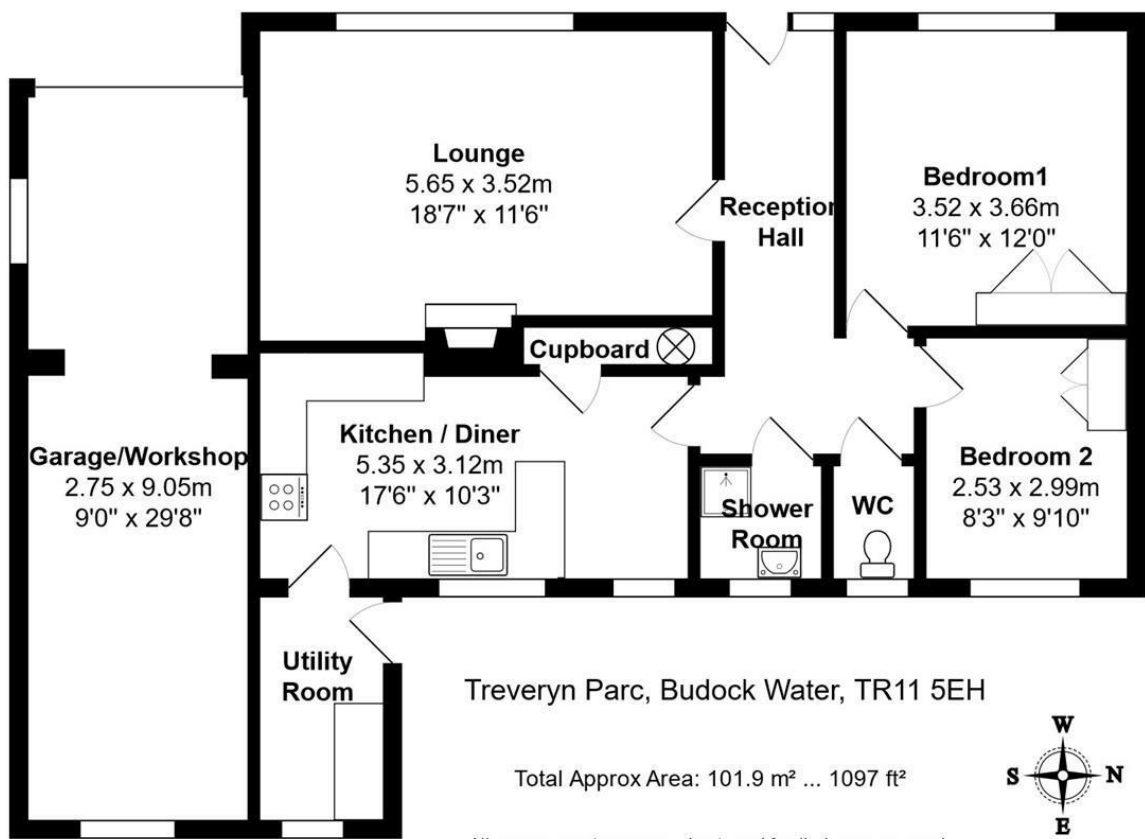 Lounge
5.65 x 3.52m
18'7" x 11'6"
Reception
Hall
Bedroom1
3.52 x 3.66m
11'6" x 12'0"
Cupboard
Garage/Workshop
2.75 x 9.05m
9'0" x 29'8"
Kitchen / Diner
5.35 x 3.12m
17'6" x 10'3"
Shower
Room
WC
Bedroom 2
2.53 x 2.99m
8'3" x 9'10"
Utility
Room
Treveryn Parc, Budock Water, TR11 5EH
Total Approx Area: 101.9 m² ... 1097 ft²
W
S
N
E